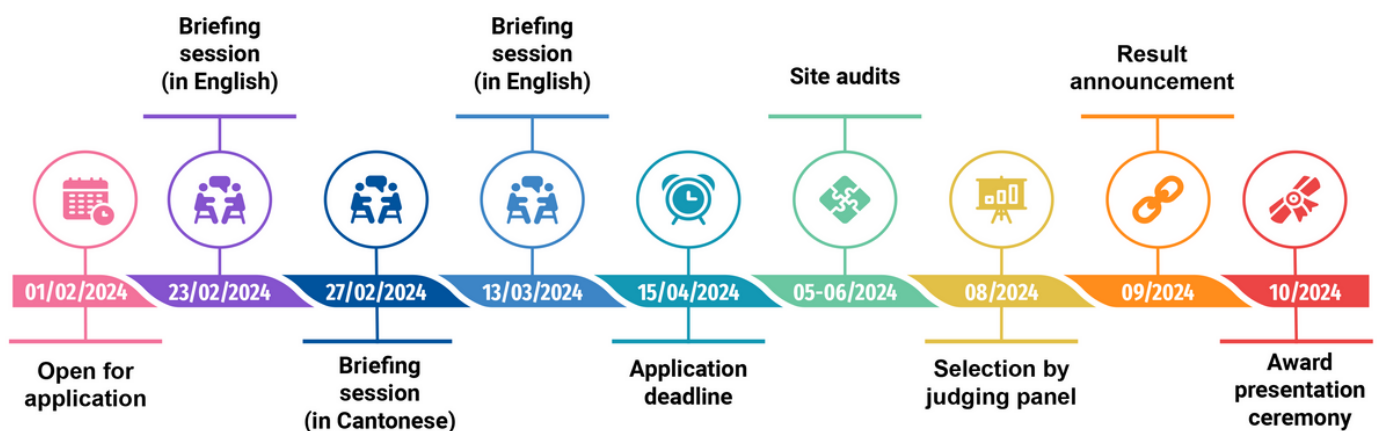 Briefing
session
(in English)
Briefing
session
(in English)
Site audits
Result
announcement
01/02/2024
23/02/2024
27/02/2024
13/03/2024
15/04/2024
05-06/2024
08/2024
09/2024
10/2024
Open for
application
Briefing
session
(in Cantonese)
Application
deadline
Selection by
judging panel
Award
presentation
ceremony